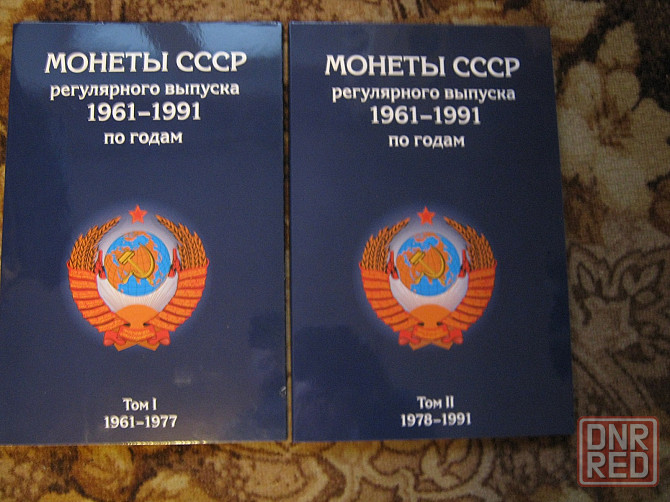 МОНЕТЫ СССР
регулярного выпуска
1961–1991
по годам
Том I
1961–1977
МОНЕТЫ СССР
регулярного выпуска
1961–1991
по годам
Том II
1978–1991
DNR
RED